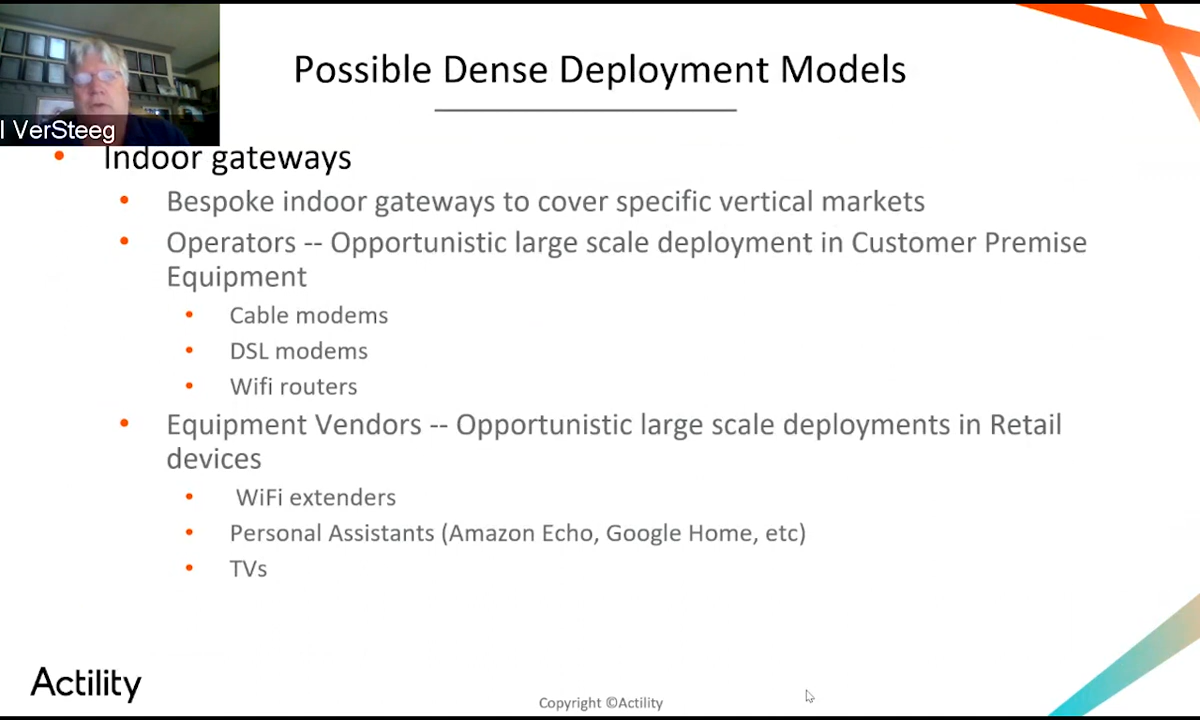 Possible Dense Deployment Models
l VerSteeg
Indoor gateways
Bespoke indoor gateways to cover specific vertical markets
Operators -- Opportunistic large scale deployment in Customer Premise
Equipment
Cable modems
DSL modems
Wifi routers
Equipment Vendors -- Opportunistic large scale deployments in Retail
devices
WiFi extenders
Personal Assistants (Amazon Echo, Google Home, etc)
TVs
Actility
Copyright ©Actility